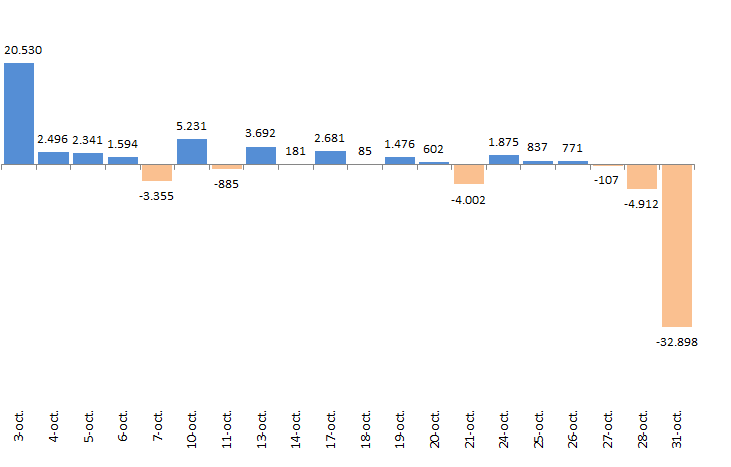 20.530
2.496
2.341
1.594
-3.355
5.231
-885
3.692
181
2.681
85
1.476
602
-4.002
1.875
837
771
-107
-4.912
-32.898
3-oct.
4-oct.
5-oct.
6-oct.
7-oct.
10-oct.
11-oct.
13-oct.
14-oct.
17-oct.
18-oct.
19-oct.
20-oct.
21-oct.
24-oct.
25-oct.
26-oct.
27-oct.
28-oct.
31-oct.